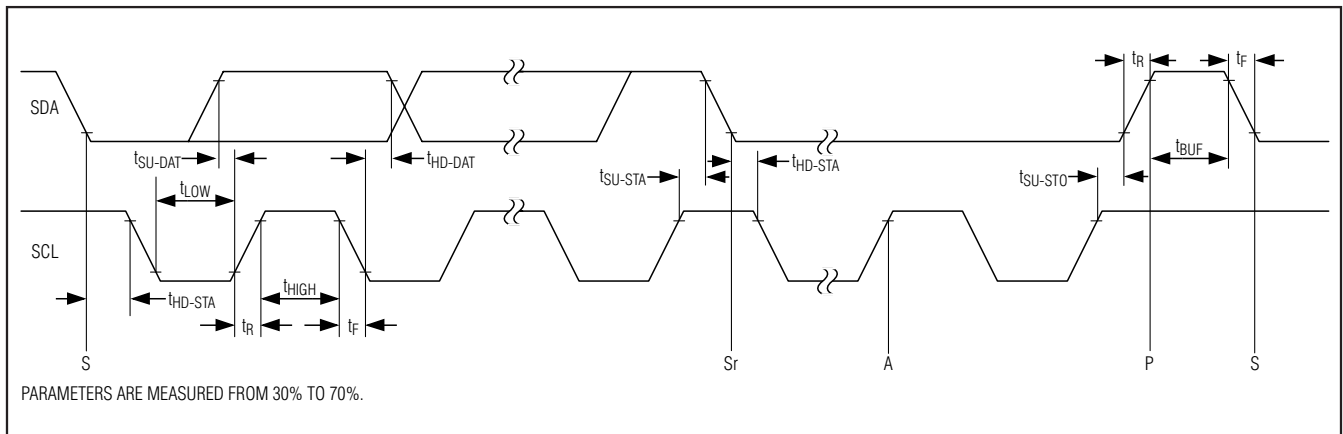 tR
tF
SDA
tSU-DAT
tHD-DAT
tSU-STA
tHD-STA
tBUF
tSU-STO
tLOW
SCL
tHD-STA
tHIGH
tR
tF
S
Sr
A
P
S
PARAMETERS ARE MEASURED FROM 30% TO 70%.